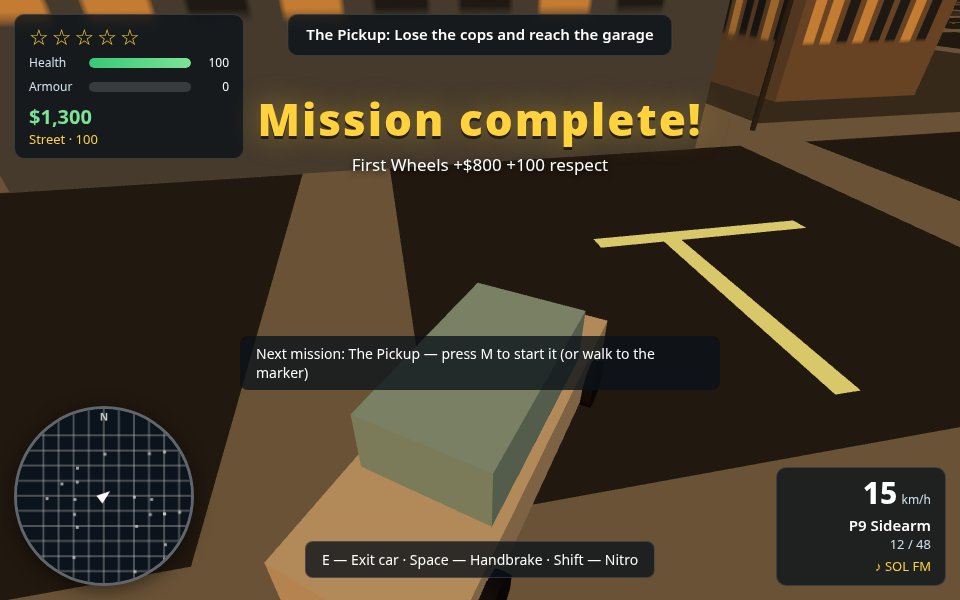 ☆☆☆☆☆
Health 100
Armour 0
$1,300
Street · 100
The Pickup: Lose the cops and reach the garage
Mission complete!
First Wheels +$800 +100 respect
Next mission: The Pickup — press M to start it (or walk to the
marker)
N
E — Exit car · Space — Handbrake · Shift — Nitro
15 km/h
P9 Sidearm
12 / 48
♪ SOL FM